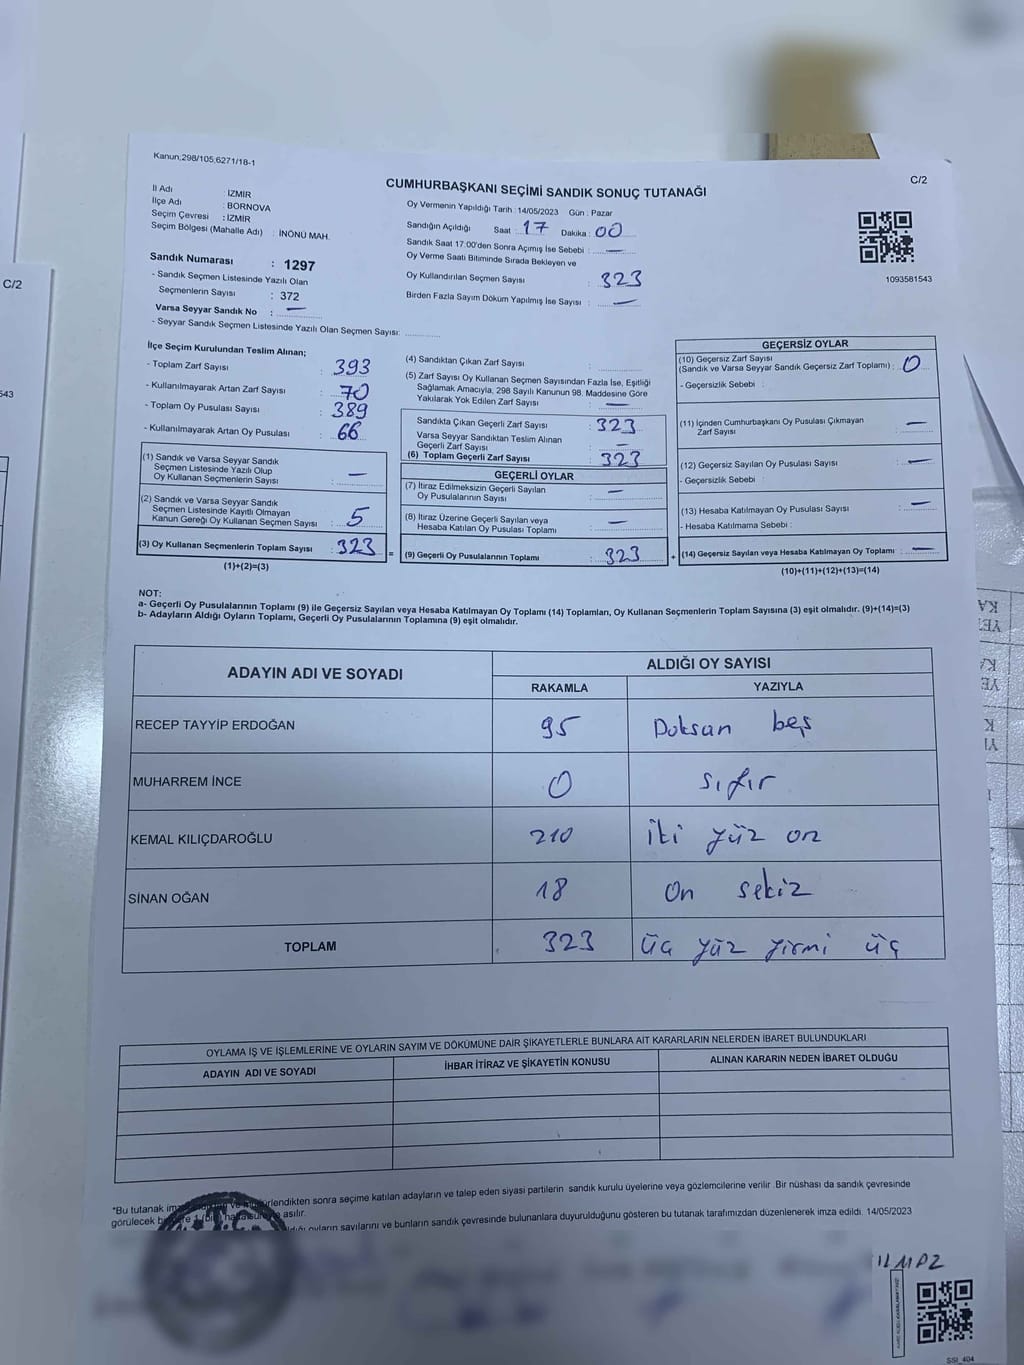 Kanun;298/105;6271/18-1
C/2
CUMHURBAŞKANI SEÇİMİ SANDIK SONUÇ TUTANAĞI
İl Adı : İZMİR
İlçe Adı : BORNOVA
Seçim Çevresi : İZMİR
Seçim Bölgesi (Mahalle Adı) : İNÖNÜ MAH.
Sandık Numarası : 1297
- Sandık Seçmen Listesinde Yazılı Olan
Seçmenlerin Sayısı : 372
Varsa Seyyar Sandık No : —
- Seyyar Sandık Seçmen Listesinde Yazılı Olan Seçmen Sayısı:
Oy Vermenin Yapıldığı Tarih : 14/05/2023 Gün : Pazar
Sandığın Açıldığı Saat : 17 Dakika : 00
Sandık Saat 17:00'den Sonra Açımış İse Sebebi : —
Oy Verme Saati Bitiminde Sırada Bekleyen ve
Oy Kullandırılan Seçmen Sayısı : 323
Birden Fazla Sayım Döküm Yapılmış İse Sayısı : —
1093581543
İlçe Seçim Kurulundan Teslim Alınan;
- Toplam Zarf Sayısı : 393
- Kullanılmayarak Artan Zarf Sayısı : 70
- Toplam Oy Pusulası Sayısı : 389
- Kullanılmayarak Artan Oy Pusulası : 66
(1) Sandık ve Varsa Seyyar Sandık
Seçmen Listesinde Yazılı Olup
Oy Kullanan Seçmenlerin Sayısı : —
(2) Sandık ve Varsa Seyyar Sandık
Seçmen Listesinde Kayıtlı Olmayan
Kanun Gereği Oy Kullanan Seçmen Sayısı : 5
(3) Oy Kullanan Seçmenlerin Toplam Sayısı : 323
(1)+(2)=(3)
(4) Sandıktan Çıkan Zarf Sayısı :
(5) Zarf Sayısı Oy Kullanan Seçmen Sayısından Fazla İse, Eşitliği
Sağlamak Amacıyla, 298 Sayılı Kanunun 98. Maddesine Göre
Yakılarak Yok Edilen Zarf Sayısı : —
Sandıkta Çıkan Geçerli Zarf Sayısı : 323
Varsa Seyyar Sandıktan Teslim Alınan
Geçerli Zarf Sayısı : —
(6) Toplam Geçerli Zarf Sayısı : 323
GEÇERLİ OYLAR
(7) İtiraz Edilmeksizin Geçerli Sayılan
Oy Pusulalarının Sayısı : —
(8) İtiraz Üzerine Geçerli Sayılan veya
Hesaba Katılan Oy Pusulası Toplamı : —
= (9) Geçerli Oy Pusulalarının Toplamı : 323
GEÇERSİZ OYLAR
(10) Geçersiz Zarf Sayısı
(Sandık ve Varsa Seyyar Sandık Geçersiz Zarf Toplamı) : 0
- Geçersizlik Sebebi :
(11) İçinden Cumhurbaşkanı Oy Pusulası Çıkmayan
Zarf Sayısı : —
(12) Geçersiz Sayılan Oy Pusulası Sayısı : —
- Geçersizlik Sebebi :
(13) Hesaba Katılmayan Oy Pusulası Sayısı : —
- Hesaba Katılmama Sebebi :
+ (14) Geçersiz Sayılan veya Hesaba Katılmayan Oy Toplamı : —
(10)+(11)+(12)+(13)=(14)
NOT:
a- Geçerli Oy Pusulalarının Toplamı (9) ile Geçersiz Sayılan veya Hesaba Katılmayan Oy Toplamı (14) Toplamları, Oy Kullanan Seçmenlerin Toplam Sayısına (3) eşit olmalıdır. (9)+(14)=(3)
b- Adayların Aldığı Oyların Toplamı, Geçerli Oy Pusulalarının Toplamına (9) eşit olmalıdır.
ADAYIN ADI VE SOYADI ALDIĞI OY SAYISI
RAKAMLA YAZIYLA
RECEP TAYYİP ERDOĞAN 95 Doksan beş
MUHARREM İNCE 0 sıfır
KEMAL KILIÇDAROĞLU 210 iki yüz on
SİNAN OĞAN 18 On sekiz
TOPLAM 323 üç yüz yirmi üç
OYLAMA İŞ VE İŞLEMLERİNE VE OYLARIN SAYIM VE DÖKÜMÜNE DAİR ŞİKAYETLERLE BUNLARA AİT KARARLARIN NELERDEN İBARET BULUNDUKLARI
ADAYIN ADI VE SOYADI İHBAR İTİRAZ VE ŞİKAYETİN KONUSU ALINAN KARARIN NEDEN İBARET OLDUĞU
*Bu tutanak sonra seçime katılan adayların ve talep eden siyasi partilerin sandık kurulu üyelerine veya gözlemcilerine verilir. Bir nüshası da sandık çevresinde
görülecek asılır.
oyların sayılarını ve bunların sandık çevresinde bulunanlara duyurulduğunu gösteren bu tutanak tarafımızdan düzenlenerek imza edildi. 14/05/2023
SSI_404
C/2
543